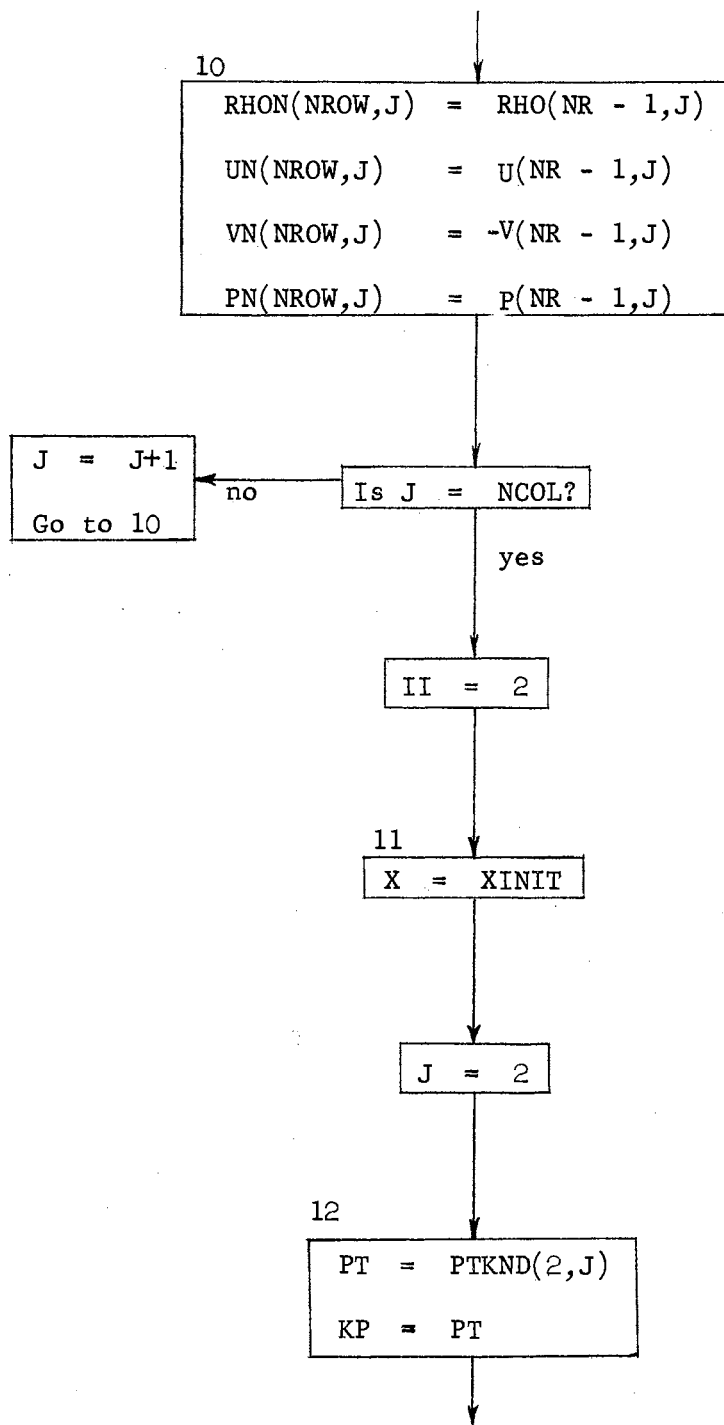 10
RHON(NROW,J) = RHO(NR - 1,J)
UN(NROW,J) = U(NR - 1,J)
VN(NROW,J) = -V(NR - 1,J)
PN(NROW,J) = P(NR - 1,J)
J = J+1
Go to 10
no
Is J = NCOL?
yes
II = 2
11
X = XINIT
J = 2
12
PT = PTKND(2,J)
KP = PT